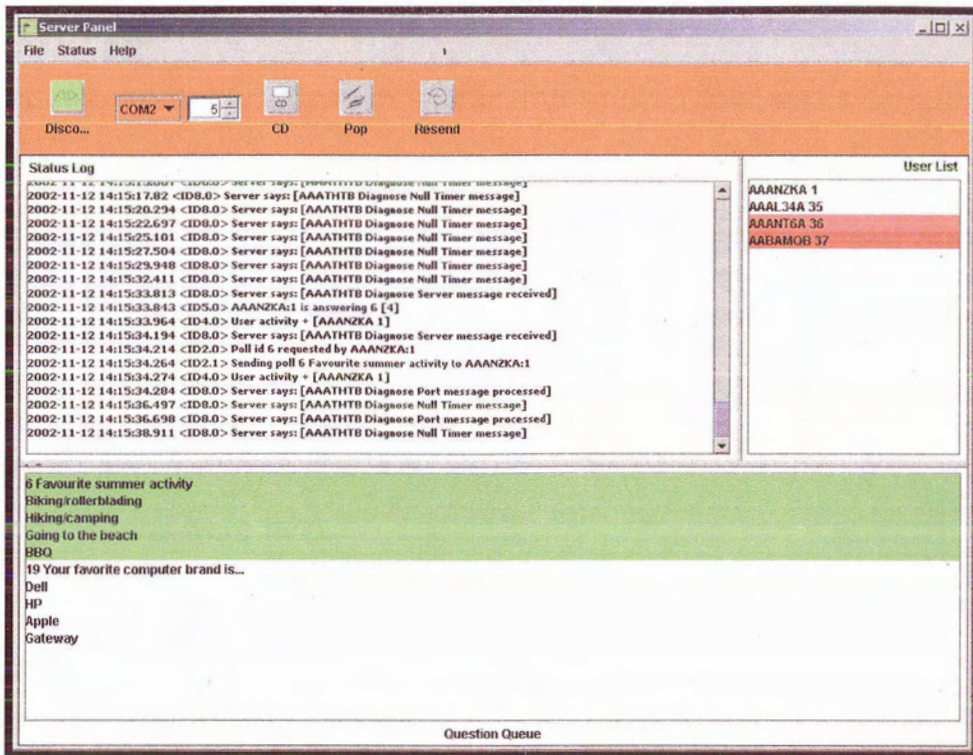 Server Panel
File Status Help
COM2 5
Disco... CD Pop Resend
Status Log
2002-11-12 Server says: [AAATHTB Diagnose Null Timer message]
2002-11-12 14:15:17.82 <ID8.0> Server says: [AAATHTB Diagnose Null Timer message]
2002-11-12 14:15:20.294 <ID8.0> Server says: [AAATHTB Diagnose Null Timer message]
2002-11-12 14:15:22.697 <ID8.0> Server says: [AAATHTB Diagnose Null Timer message]
2002-11-12 14:15:25.101 <ID8.0> Server says: [AAATHTB Diagnose Null Timer message]
2002-11-12 14:15:27.504 <ID8.0> Server says: [AAATHTB Diagnose Null Timer message]
2002-11-12 14:15:29.948 <ID8.0> Server says: [AAATHTB Diagnose Null Timer message]
2002-11-12 14:15:32.411 <ID8.0> Server says: [AAATHTB Diagnose Null Timer message]
2002-11-12 14:15:33.813 <ID8.0> Server says: [AAATHTB Diagnose Server message received]
2002-11-12 14:15:33.843 <ID5.0> AAANZKA:1 is answering 6 [4]
2002-11-12 14:15:33.964 <ID4.0> User activity + [AAANZKA 1]
2002-11-12 14:15:34.194 <ID8.0> Server says: [AAATHTB Diagnose Server message received]
2002-11-12 14:15:34.214 <ID2.0> Poll id 6 requested by AAANZKA:1
2002-11-12 14:15:34.264 <ID2.1> Sending poll 6 Favourite summer activity to AAANZKA:1
2002-11-12 14:15:34.274 <ID4.0> User activity + [AAANZKA 1]
2002-11-12 14:15:34.284 <ID8.0> Server says: [AAATHTB Diagnose Port message processed]
2002-11-12 14:15:36.497 <ID8.0> Server says: [AAATHTB Diagnose Null Timer message]
2002-11-12 14:15:36.698 <ID8.0> Server says: [AAATHTB Diagnose Port message processed]
2002-11-12 14:15:38.911 <ID8.0> Server says: [AAATHTB Diagnose Null Timer message]
User List
AAANZKA 1
AAAL34A 35
AAANT6A 36
AABAMQB 37
6 Favourite summer activity
Biking/rollerblading
Hiking/camping
Going to the beach
BBQ
19 Your favorite computer brand is...
Dell
HP
Apple
Gateway
Question Queue